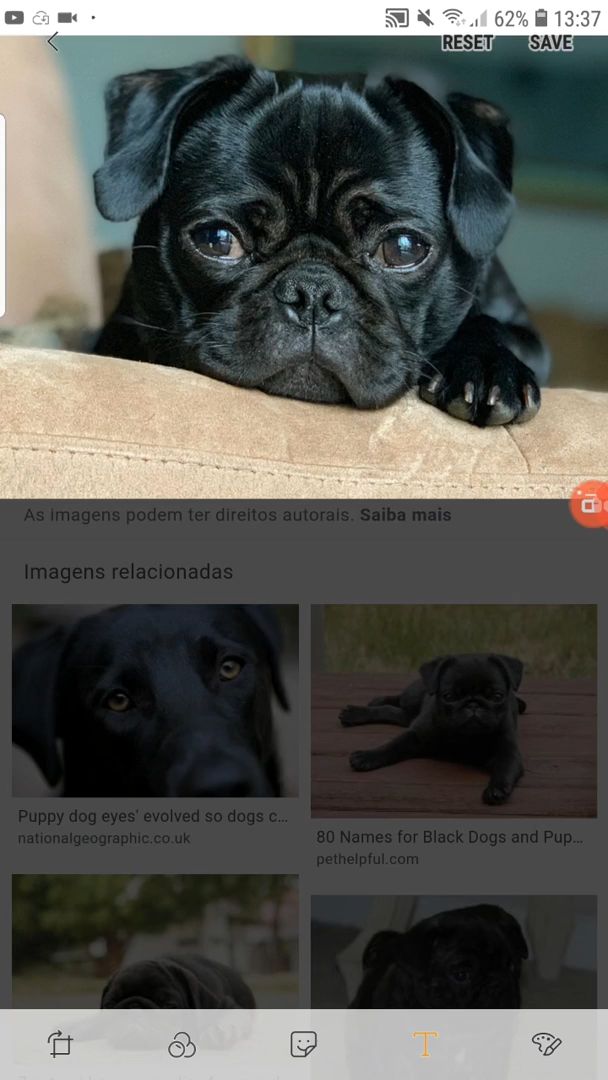 62% 13:37
RESET SAVE
As imagens podem ter direitos autorais. Saiba mais
Imagens relacionadas
Puppy dog eyes' evolved so dogs c...
nationalgeographic.co.uk
80 Names for Black Dogs and Pup...
pethelpful.com
T